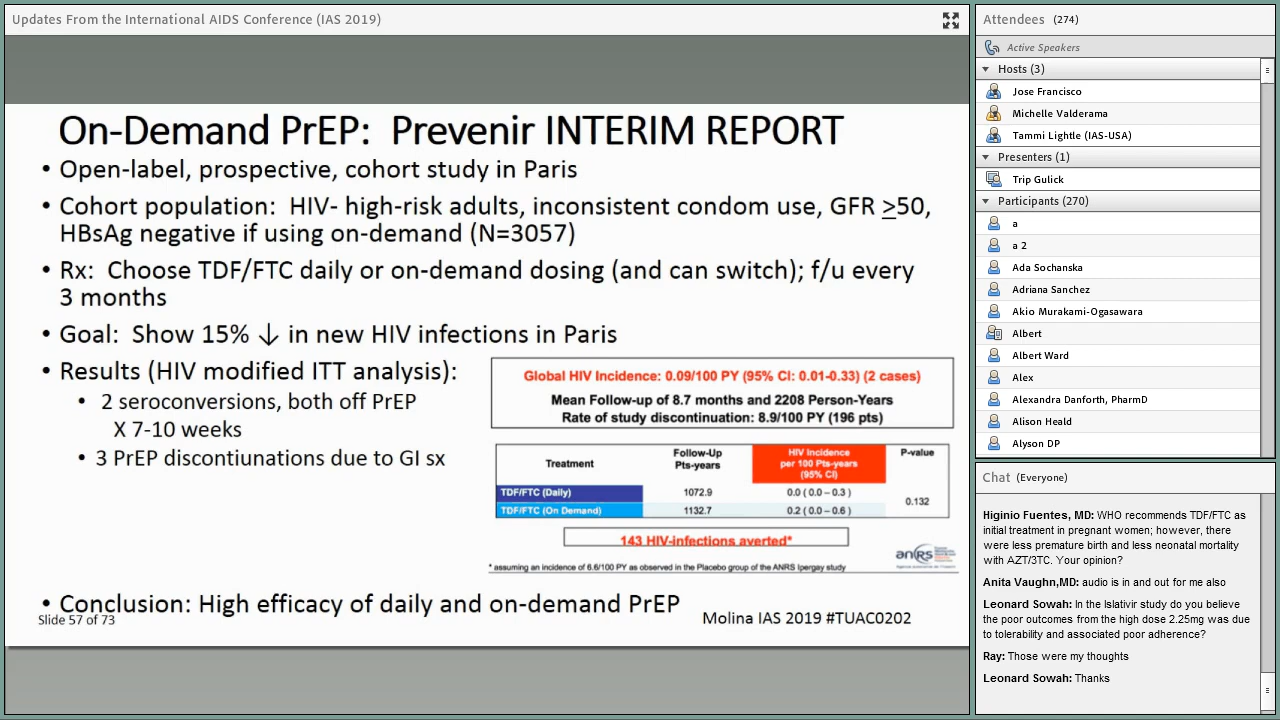 Updates From the International AIDS Conference (IAS 2019)
On-Demand PrEP: Prevenir INTERIM REPORT
• Open-label, prospective, cohort study in Paris
• Cohort population: HIV- high-risk adults, inconsistent condom use, GFR >50,
HBsAg negative if using on-demand (N=3057)
• Rx: Choose TDF/FTC daily or on-demand dosing (and can switch); f/u every
3 months
• Goal: Show 15% ↓ in new HIV infections in Paris
• Results (HIV modified ITT analysis):
• 2 seroconversions, both off PrEP
X 7-10 weeks
• 3 PrEP discontiunations due to GI sx
Global HIV Incidence: 0.09/100 PY (95% CI: 0.01-0.33) (2 cases)
Mean Follow-up of 8.7 months and 2208 Person-Years
Rate of study discontinuation: 8.9/100 PY (196 pts)
Treatment
Follow-Up
Pts-years
HIV Incidence
per 100 Pts-years
(95% CI)
P-value
TDF/FTC (Daily) 1072.9 0.0 ( 0.0 – 0.3 )
0.132
TDF/FTC (On Demand) 1132.7 0.2 ( 0.0 – 0.6 )
143 HIV-infections averted*
anRS
* assuming an incidence of 6.6/100 PY as observed in the Placebo group of the ANRS Ipergay study
• Conclusion: High efficacy of daily and on-demand PrEP
Slide 57 of 73
Molina IAS 2019 #TUAC0202
Attendees (274)
Active Speakers
Hosts (3)
Jose Francisco
Michelle Valderama
Tammi Lightle (IAS-USA)
Presenters (1)
Trip Gulick
Participants (270)
a
a 2
Ada Sochanska
Adriana Sanchez
Akio Murakami-Ogasawara
Albert
Albert Ward
Alex
Alexandra Danforth, PharmD
Alison Heald
Alyson DP
Chat (Everyone)
Higinio Fuentes, MD: WHO recommends TDF/FTC as
initial treatment in pregnant women; however, there
were less premature birth and less neonatal mortality
with AZT/3TC. Your opinion?
Anita Vaughn,MD: audio is in and out for me also
Leonard Sowah: In the Islativir study do you believe
the poor outcomes from the high dose 2.25mg was due
to tolerability and associated poor adherence?
Ray: Those were my thoughts
Leonard Sowah: Thanks